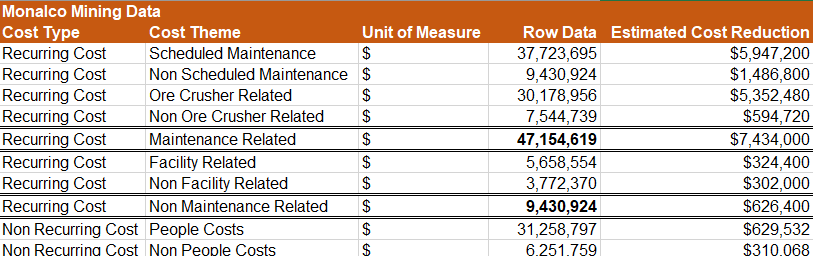 Monalco Mining Data
Cost Type Cost Theme Unit of Measure Row Data Estimated Cost Reduction
Recurring Cost Scheduled Maintenance $ 37,723,695 $5,947,200
Recurring Cost Non Scheduled Maintenance $ 9,430,924 $1,486,800
Recurring Cost Ore Crusher Related $ 30,178,956 $5,352,480
Recurring Cost Non Ore Crusher Related $ 7,544,739 $594,720
Recurring Cost Maintenance Related $ 47,154,619 $7,434,000
Recurring Cost Facility Related $ 5,658,554 $324,400
Recurring Cost Non Facility Related $ 3,772,370 $302,000
Recurring Cost Non Maintenance Related $ 9,430,924 $626,400
Non Recurring Cost People Costs $ 31,258,797 $629,532
Non Recurring Cost Non People Costs $ 6,251,759 $310,068